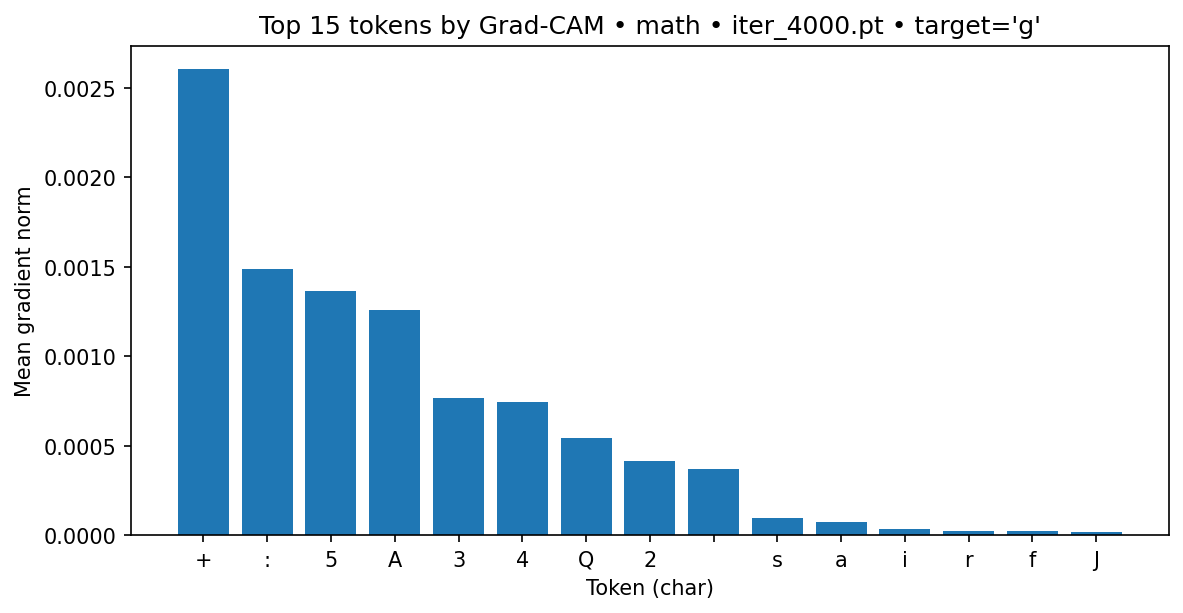 Top 15 tokens by Grad-CAM • math • iter_4000.pt • target='g'
Mean gradient norm
0.0025
0.0020
0.0015
0.0010
0.0005
0.0000
+ : 5 A 3 4 Q 2 s a i r f J
Token (char)